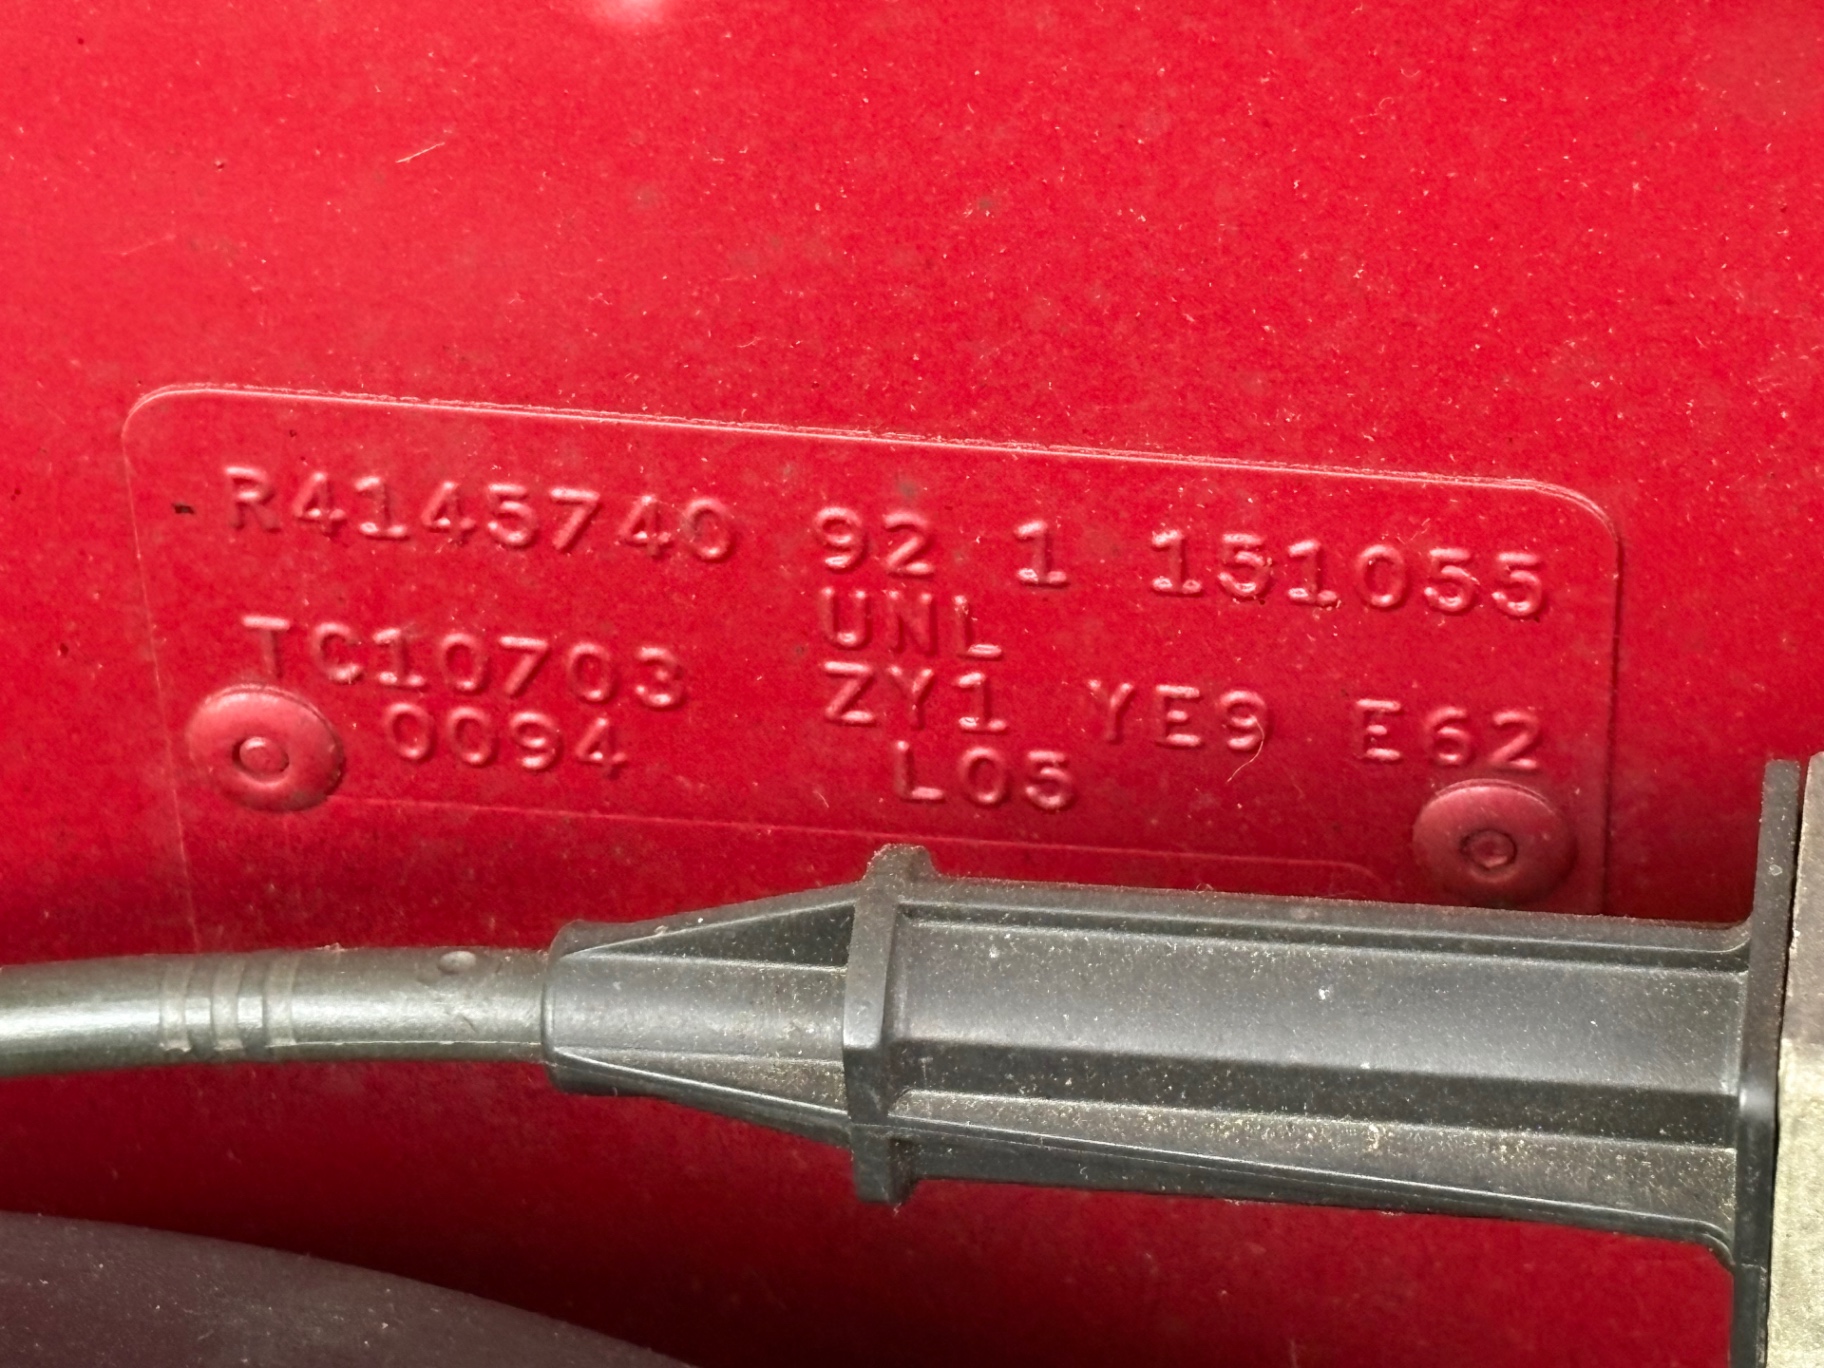 R4145740 92 1 151055
UNL
TC10703 ZY1 YE9 E62
0094 L05